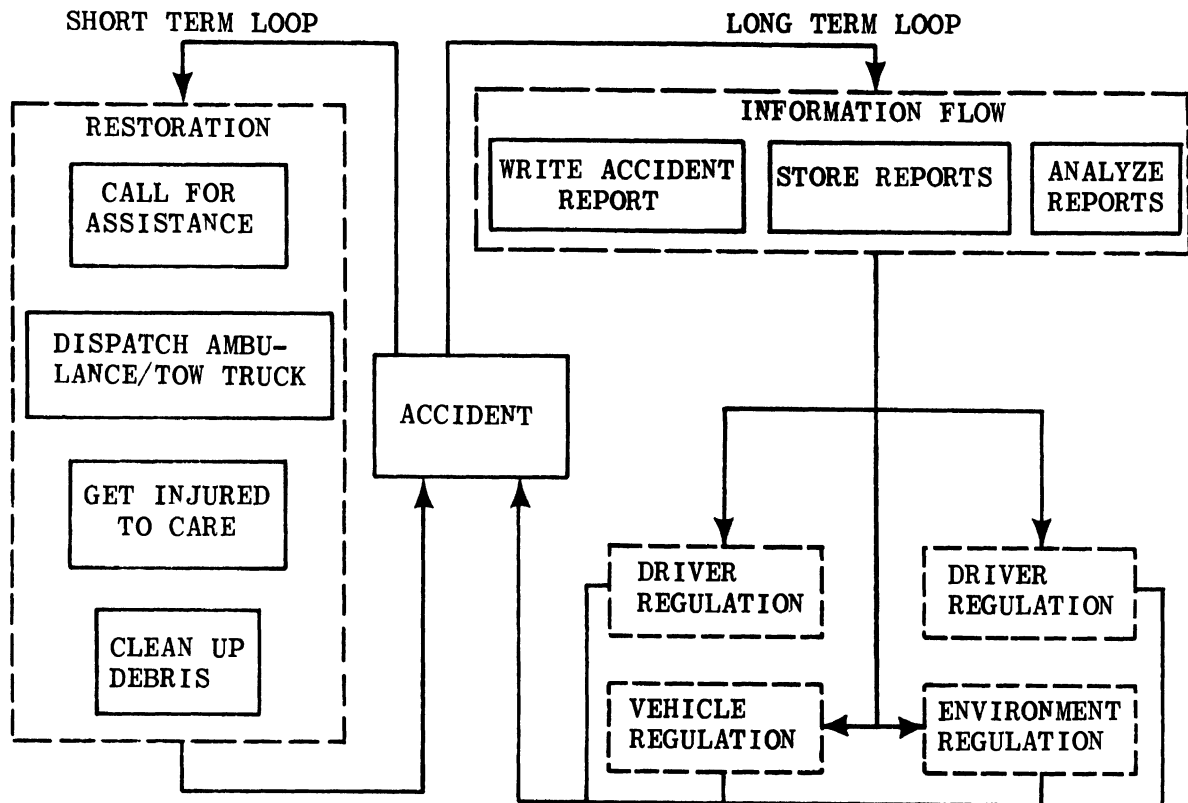 SHORT TERM LOOP
LONG TERM LOOP
RESTORATION
CALL FOR
ASSISTANCE
DISPATCH AMBU-
LANCE/TOW TRUCK
GET INJURED
TO CARE
CLEAN UP
DEBRIS
ACCIDENT
INFORMATION FLOW
WRITE ACCIDENT
REPORT
STORE REPORTS
ANALYZE
REPORTS
DRIVER
REGULATION
DRIVER
REGULATION
VEHICLE
REGULATION
ENVIRONMENT
REGULATION